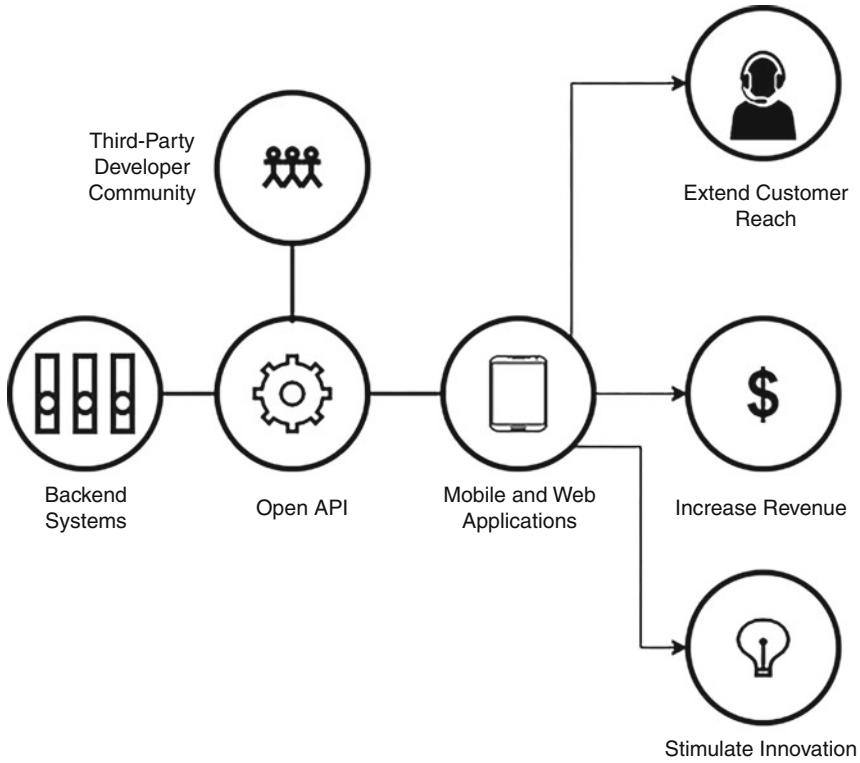 Third-Party
Developer
Community
Extend Customer
Reach
Backend
Systems
Open API
Mobile and Web
Applications
$
Increase Revenue
Stimulate Innovation